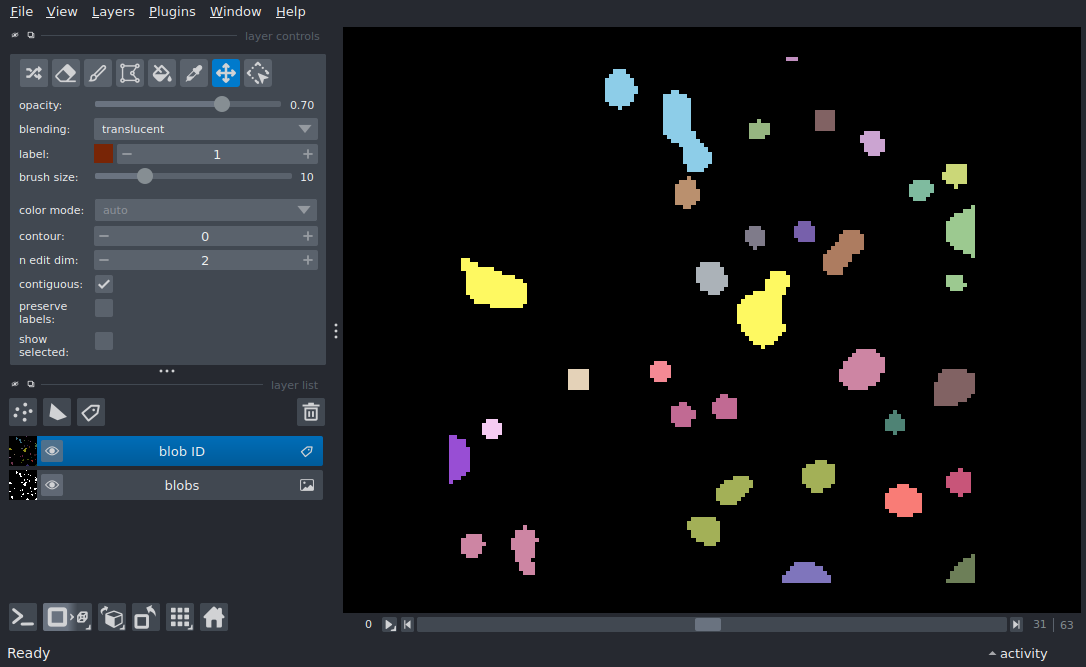 File View Layers Plugins Window Help
layer controls
opacity: 0.70
blending: translucent
label: 1
brush size: 10
color mode: auto
contour: 0
n edit dim: 2
contiguous:
preserve
labels:
show
selected:
layer list
blob ID
blobs
0 31 63
Ready activity